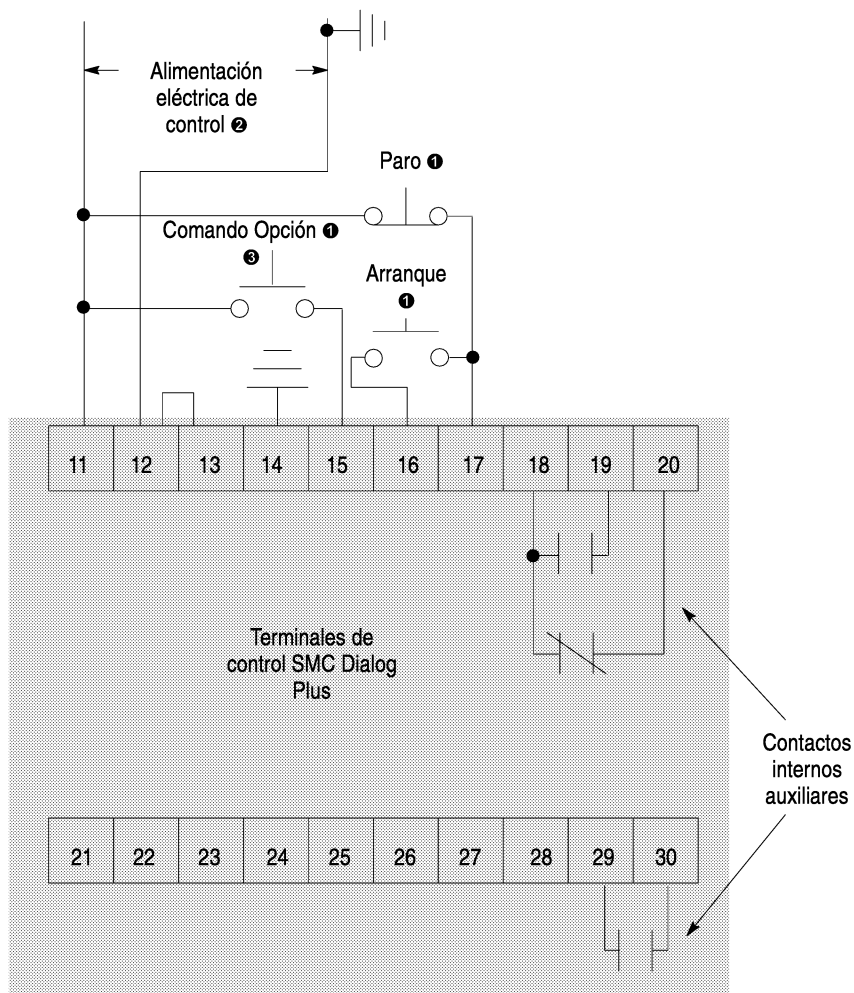 Alimentación
eléctrica de
control ❷
Paro ❶
Comando Opción ❶
❸
Arranque
❶
11 12 13 14 15 16 17 18 19 20
Terminales de
control SMC Dialog
Plus
Contactos
internos
auxiliares
21 22 23 24 25 26 27 28 29 30